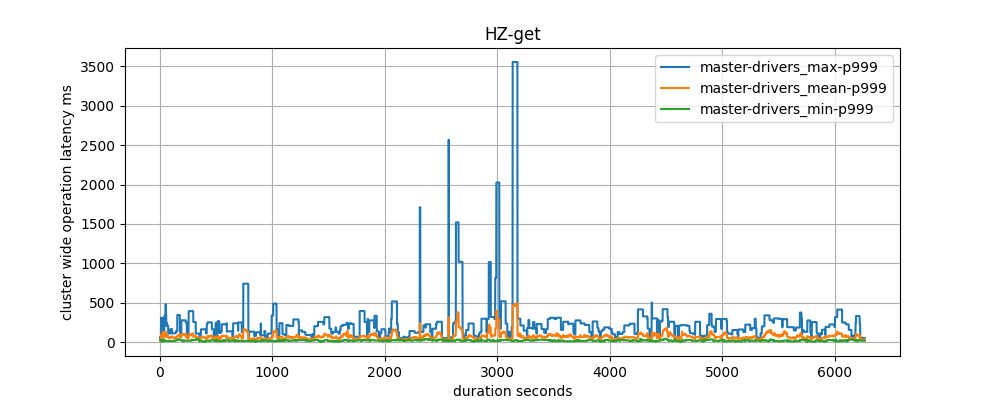 HZ-get
cluster wide operation latency ms
3500
3000
2500
2000
1500
1000
500
0
master-drivers_max-p999
master-drivers_mean-p999
master-drivers_min-p999
0 1000 2000 3000 4000 5000 6000
duration seconds